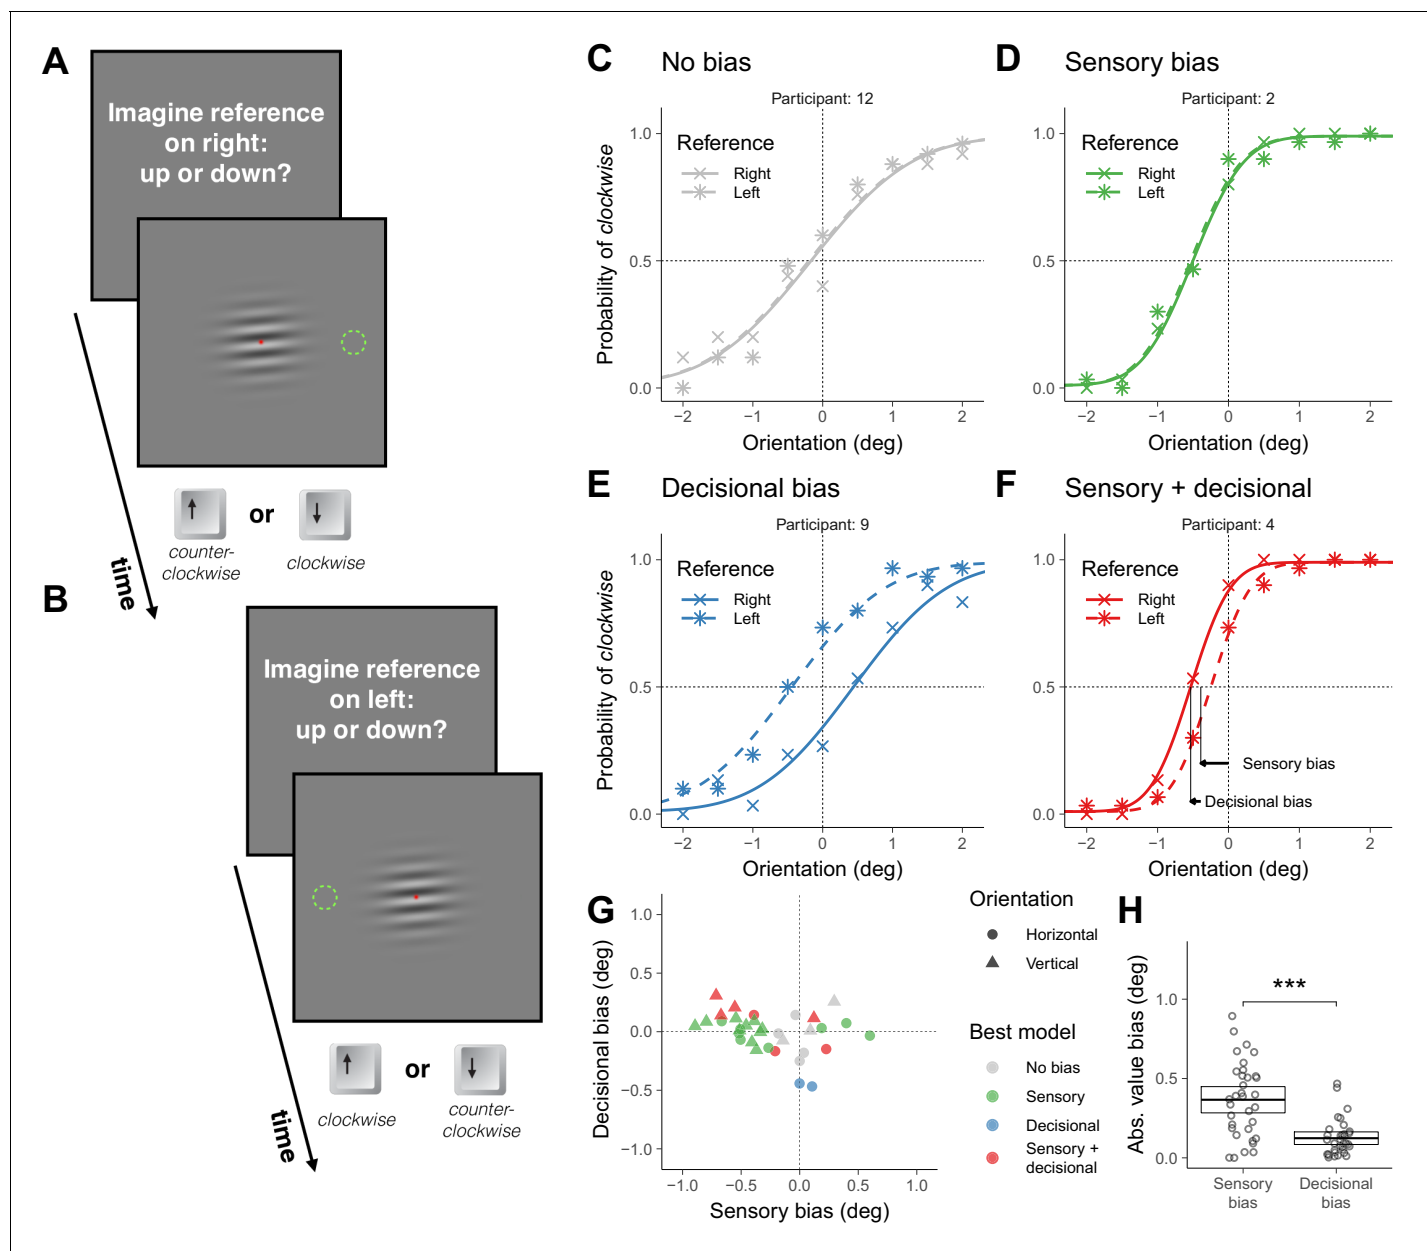 A
Imagine reference
on right:
up or down?
or
counter-
clockwise
clockwise
time
B
Imagine reference
on left:
up or down?
or
clockwise
counter-
clockwise
time
C
No bias
Participant: 12
Reference
Right
Left
Probability of clockwise
1.0
0.5
0.0
−2
−1
0
1
2
Orientation (deg)
D
Sensory bias
Participant: 2
Reference
Right
Left
1.0
0.5
0.0
−2
−1
0
1
2
Orientation (deg)
E
Decisional bias
Participant: 9
Reference
Right
Left
Probability of clockwise
1.0
0.5
0.0
−2
−1
0
1
2
Orientation (deg)
F
Sensory + decisional
Participant: 4
Reference
Right
Left
1.0
0.5
0.0
Sensory bias
Decisional bias
−2
−1
0
1
2
Orientation (deg)
G
Decisional bias (deg)
1.0
0.5
0.0
−0.5
−1.0
−1.0
−0.5
0.0
0.5
1.0
Sensory bias (deg)
Orientation
Horizontal
Vertical
Best model
No bias
Sensory
Decisional
Sensory +
decisional
H
Abs. value bias (deg)
1.0
0.5
0.0
***
Sensory
bias
Decisional
bias